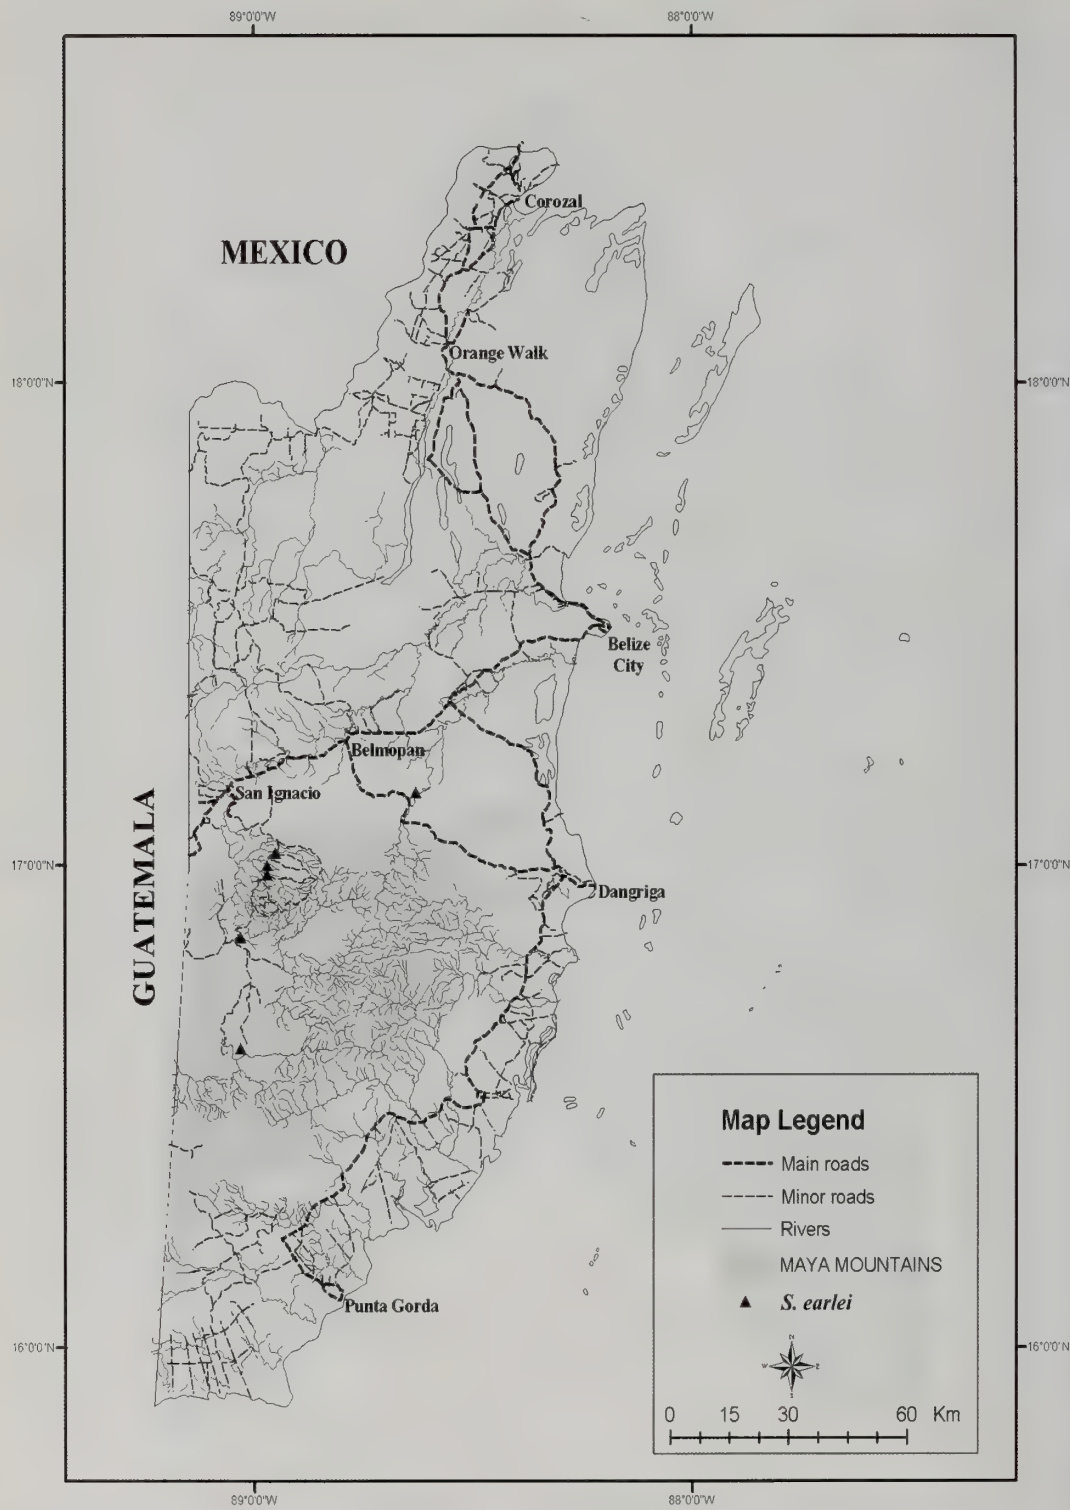 89°0'0"W
88°0'0"W
Corozal
MEXICO
Orange Walk
18°0'0"N
18°0'0"N
Belize
City
Belmopan
San Ignacio
GUATEMALA
17°0'0"N
17°0'0"N
Dangriga
Map Legend
Main roads
Minor roads
Rivers
MAYA MOUNTAINS
S. earlei
Punta Gorda
16°0'0"N
16°0'0"N
N
W
E
S
0 15 30 60 Km
89°0'0"W
88°0'0"W